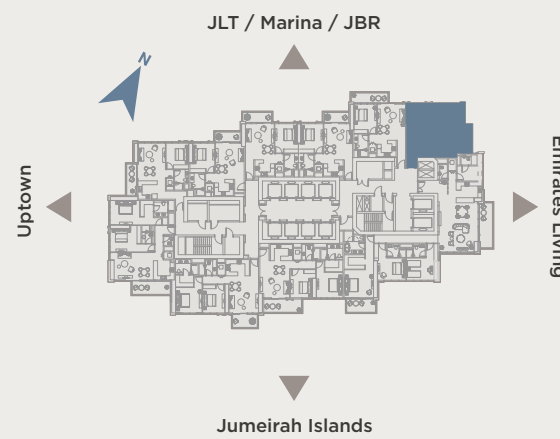 JLT / Marina / JBR
N
Uptown
Emirates Living
Jumeirah Islands